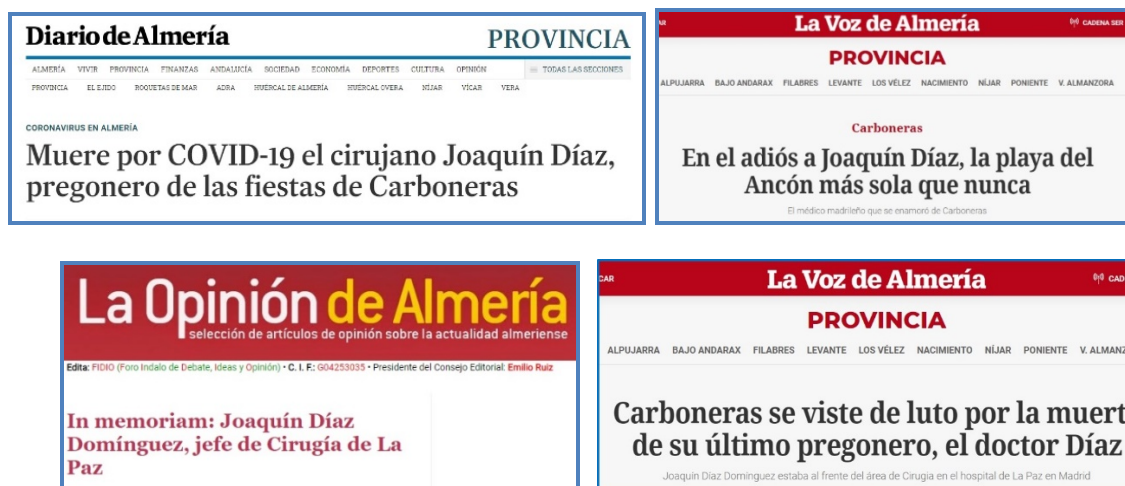 Diario de Almería
PROVINCIA
ALMERÍA VIVIR PROVINCIA FINANZAS ANDALUCÍA SOCIEDAD ECONOMÍA DEPORTES CULTURA OPINIÓN TODAS LAS SECCIONES
PROVINCIA EL EJIDO ROQUETAS DE MAR ADRA HUÉRCAL DE ALMERÍA HUÉRCAL OVERA NÍJAR VÍCAR VERA
CORONAVIRUS EN ALMERÍA
Muere por COVID-19 el cirujano Joaquín Díaz,
pregonero de las fiestas de Carboneras
La Voz de Almería
CADENA SER
PROVINCIA
ALPUJARRA BAJO ANDARAX FILABRES LEVANTE LOS VÉLEZ NACIMIENTO NÍJAR PONIENTE V. ALMANZORA
Carboneras
En el adiós a Joaquín Díaz, la playa del
Ancón más sola que nunca
El médico madrileño que se enamoró de Carboneras
La Opinión de Almería
selección de artículos de opinión sobre la actualidad almeriense
Edita: FIDIO (Foro Indalo de Debate, Ideas y Opinión) • C. I. F.: G04253035 • Presidente del Consejo Editorial: Emilio Ruiz
In memoriam: Joaquín Díaz
Domínguez, jefe de Cirugía de La
Paz
CAR
La Voz de Almería
CAD
PROVINCIA
ALPUJARRA BAJO ANDARAX FILABRES LEVANTE LOS VÉLEZ NACIMIENTO NÍJAR PONIENTE V. ALMANZ
Carboneras se viste de luto por la muert
de su último pregonero, el doctor Díaz
Joaquín Díaz Domínguez estaba al frente del área de Cirugía en el hospital de La Paz en Madrid